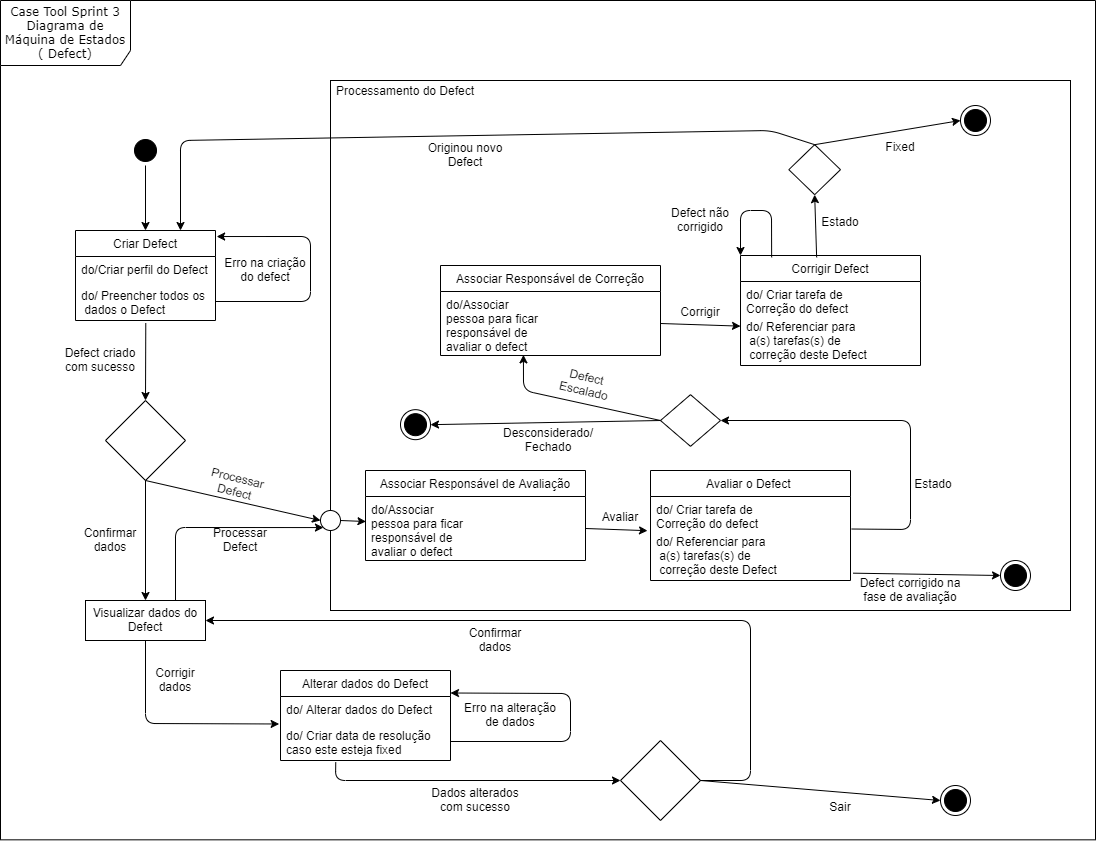 Case Tool Sprint 3
Diagrama de
Máquina de Estados
( Defect)
Processamento do Defect
Originou novo
Defect
Fixed
Estado
Defect não
corrigido
Criar Defect
do/Criar perfil do Defect
do/ Preencher todos os
dados o Defect
Erro na criação
do defect
Associar Responsável de Correção
do/Associar
pessoa para ficar
responsável de
avaliar o defect
Corrigir
Corrigir Defect
do/ Criar tarefa de
Correção do defect
do/ Referenciar para
a(s) tarefas(s) de
correção deste Defect
Defect criado
com sucesso
Defect
Escalado
Desconsiderado/
Fechado
Processar
Defect
Associar Responsável de Avaliação
do/Associar
pessoa para ficar
responsável de
avaliar o defect
Avaliar
Avaliar o Defect
do/ Criar tarefa de
Correção do defect
do/ Referenciar para
a(s) tarefas(s) de
correção deste Defect
Estado
Confirmar
dados
Processar
Defect
Defect corrigido na
fase de avaliação
Visualizar dados do
Defect
Confirmar
dados
Corrigir
dados
Alterar dados do Defect
do/ Alterar dados do Defect
do/ Criar data de resolução
caso este esteja fixed
Erro na alteração
de dados
Dados alterados
com sucesso
Sair